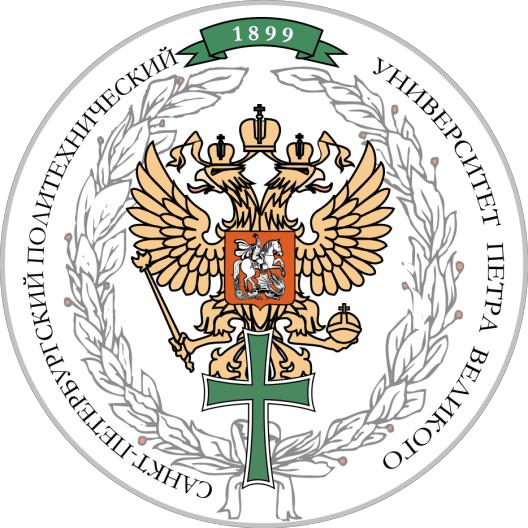 1899
САНКТ-ПЕТЕРБУРГСКИЙ ПОЛИТЕХНИЧЕСКИЙ
УНИВЕРСИТЕТ ПЕТРА ВЕЛИКОГО